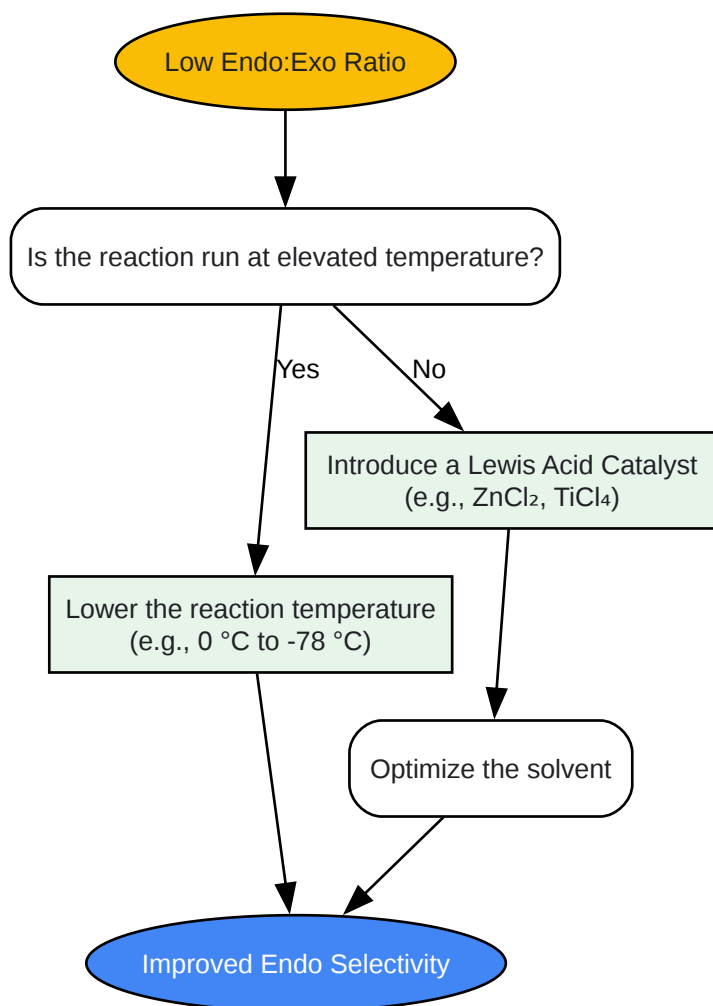 Low Endo:Exo Ratio
Is the reaction run at elevated temperature?
Yes
No
Introduce a Lewis Acid Catalyst
(e.g., ZnCl₂, TiCl₄)
Lower the reaction temperature
(e.g., 0 °C to -78 °C)
Optimize the solvent
Improved Endo Selectivity